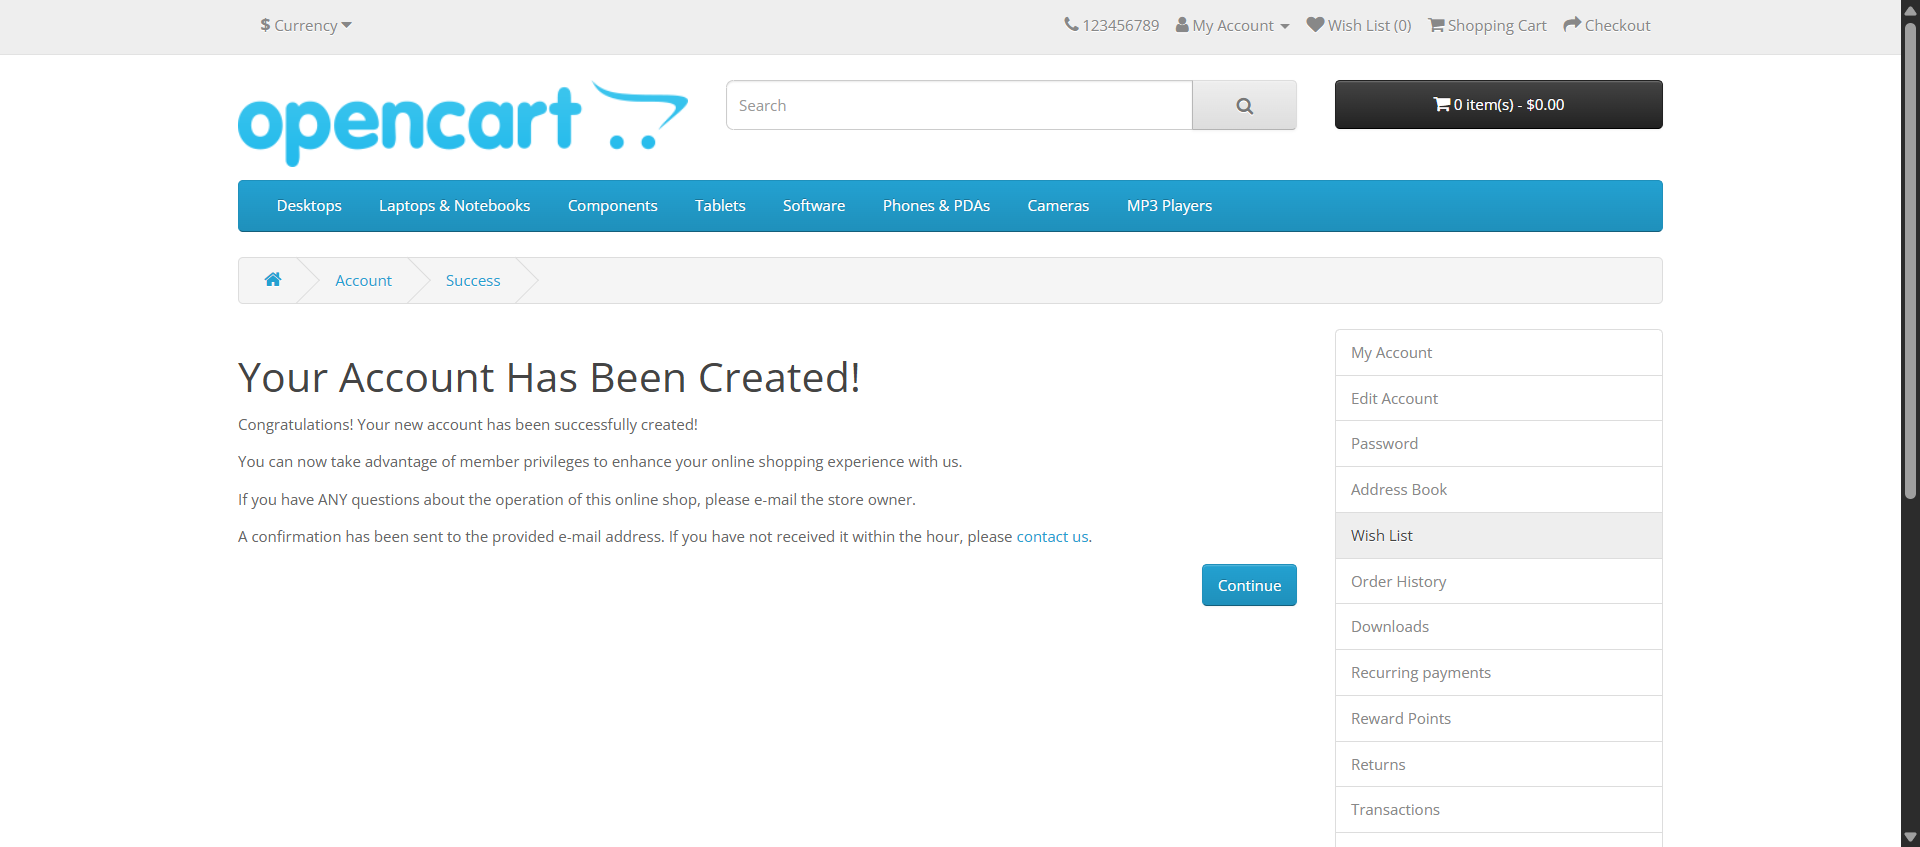 $ Currency
123456789 My Account Wish List (0) Shopping Cart Checkout
opencart
Search
0 item(s) - $0.00
Desktops Laptops & Notebooks Components Tablets Software Phones & PDAs Cameras MP3 Players
Account Success
Your Account Has Been Created!
Congratulations! Your new account has been successfully created!
You can now take advantage of member privileges to enhance your online shopping experience with us.
If you have ANY questions about the operation of this online shop, please e-mail the store owner.
A confirmation has been sent to the provided e-mail address. If you have not received it within the hour, please contact us.
Continue
My Account
Edit Account
Password
Address Book
Wish List
Order History
Downloads
Recurring payments
Reward Points
Returns
Transactions